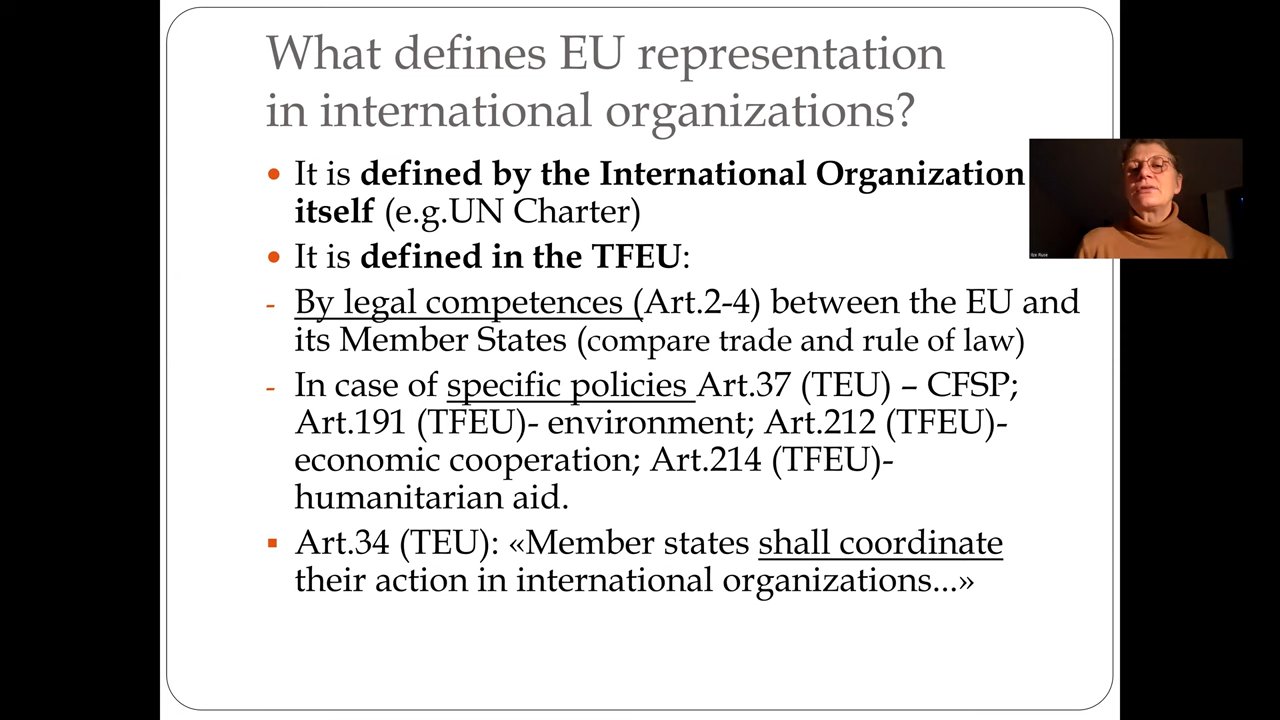 What defines EU representation
in international organizations?
• It is defined by the International Organization
itself (e.g.UN Charter)
• It is defined in the TFEU:
- By legal competences (Art.2-4) between the EU and
its Member States (compare trade and rule of law)
- In case of specific policies Art.37 (TEU) – CFSP;
Art.191 (TFEU)- environment; Art.212 (TFEU)-
economic cooperation; Art.214 (TFEU)-
humanitarian aid.
▪ Art.34 (TEU): «Member states shall coordinate
their action in international organizations...»
Ilze Ruse